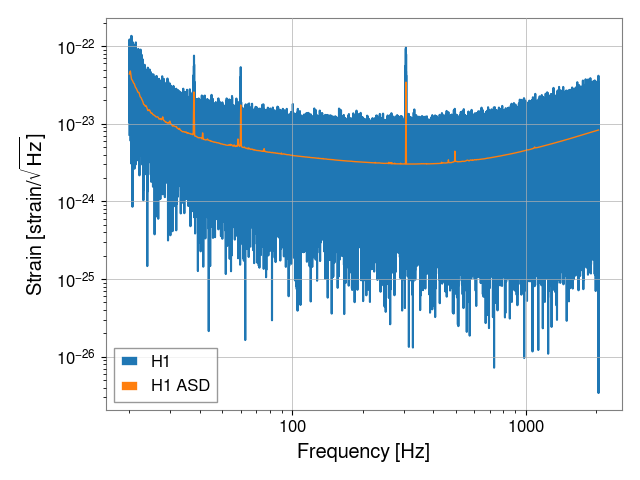 10⁻²²
10⁻²³
10⁻²⁴
10⁻²⁵
10⁻²⁶
Strain [strain/√Hz]
H1
H1 ASD
100
1000
Frequency [Hz]